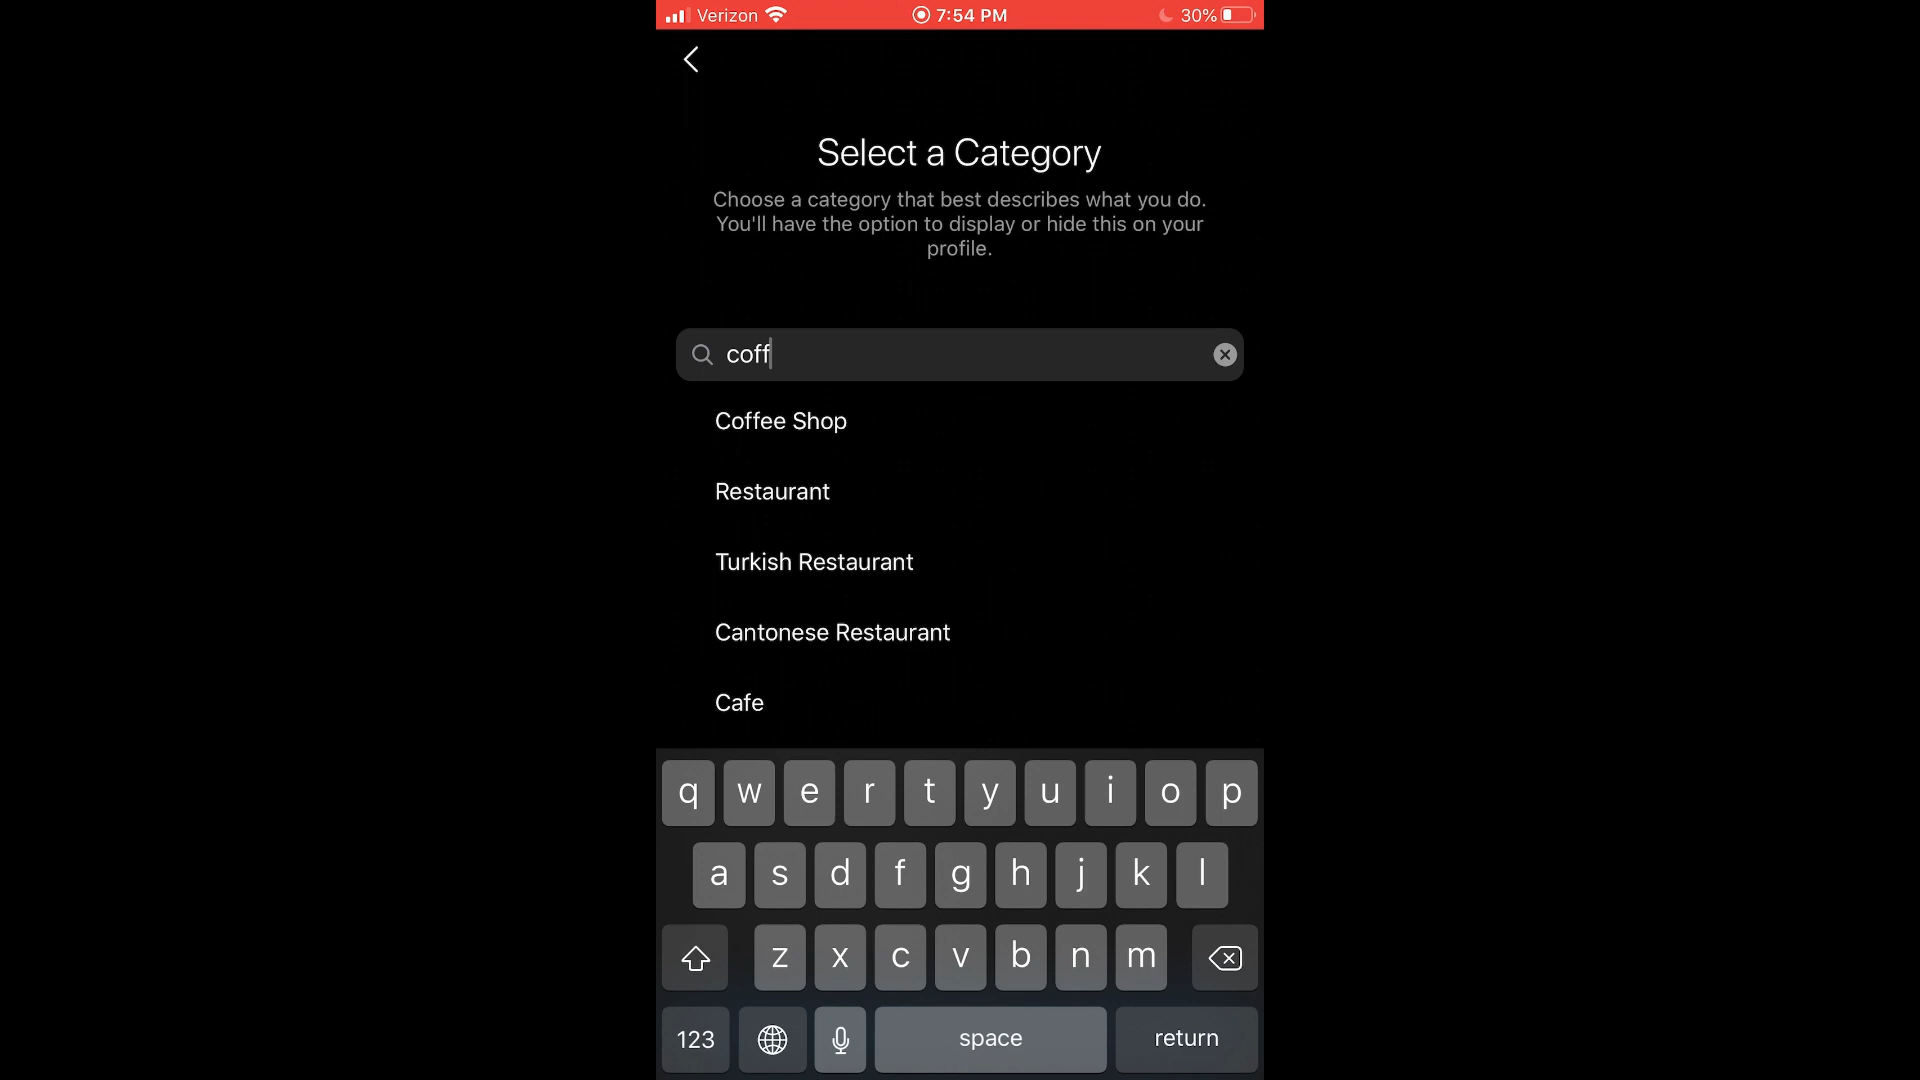 Verizon 7:54 PM 30%
Select a Category
Choose a category that best describes what you do.
You'll have the option to display or hide this on your
profile.
coff
Coffee Shop
Restaurant
Turkish Restaurant
Cantonese Restaurant
Cafe
q w e r t y u i o p
a s d f g h j k l
z x c v b n m
123 space return